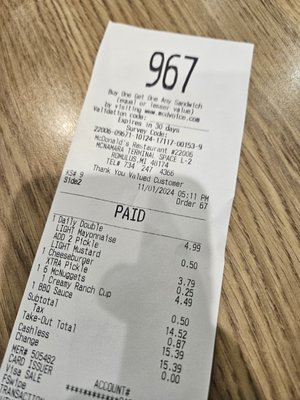 967
Buy One Get One Any Sandwich
(equal or lesser value)
by visiting www.mcdvoice.com
Validation code:
Expires in 30 days
Survey Code:
22006-09671-10124-17117-00153-9
McDonald's Restaurant #22006
MCNAMARA TERMINAL SPACE L-2
ROMULUS MI 48174
TEL# 734 247 4366
Thank You Valued Customer
KS# 9 11/01/2024 05:11 PM
Side2 Order 67
PAID
1 Daily Double 4.99
LIGHT Mayonnaise
ADD 2 Pickle 0.50
LIGHT Mustard
1 Cheeseburger 3.79
XTRA Pickle 0.25
1 6 McNuggets 4.49
1 Creamy Ranch Cup
1 BBQ Sauce 0.50
Subtotal 14.52
Tax 0.87
Take-Out Total 15.39
Cashless 15.39
Change 0.00
MER# 505482
CARD ISSUER ACCOUNT#
Visa SALE